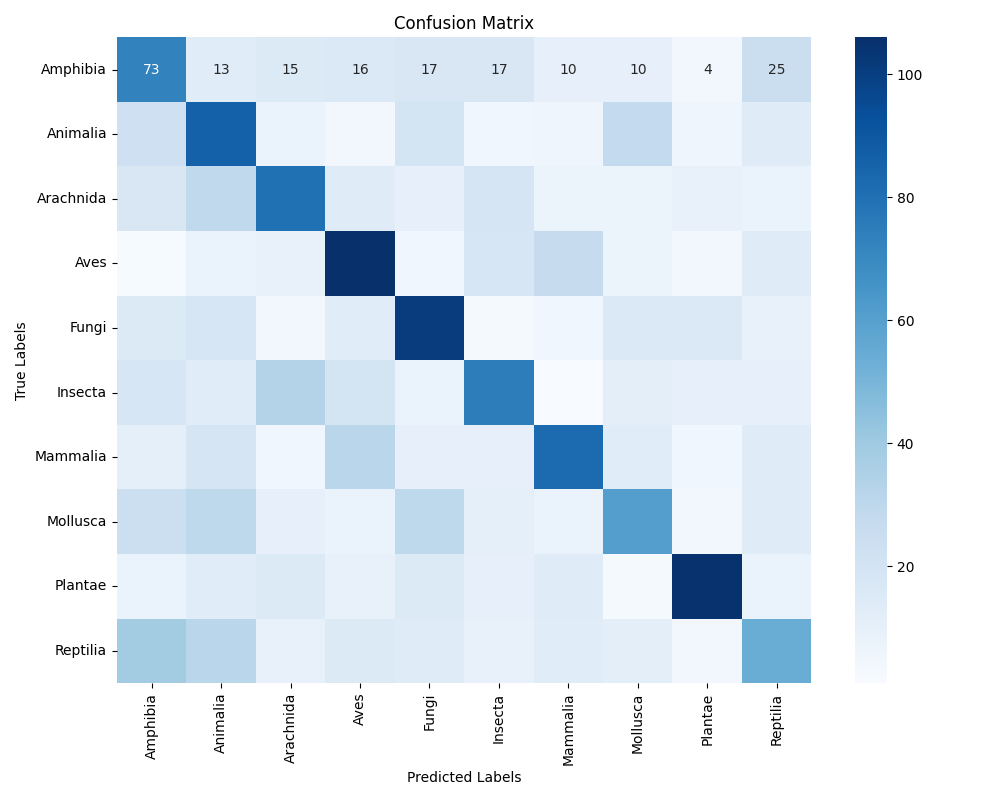 Confusion Matrix
Amphibia 73 13 15 16 17 17 10 10 4 25
Animalia
Arachnida
Aves
Fungi
Insecta
Mammalia
Mollusca
Plantae
Reptilia
True Labels
Amphibia Animalia Arachnida Aves Fungi Insecta Mammalia Mollusca Plantae Reptilia
Predicted Labels
100
80
60
40
20